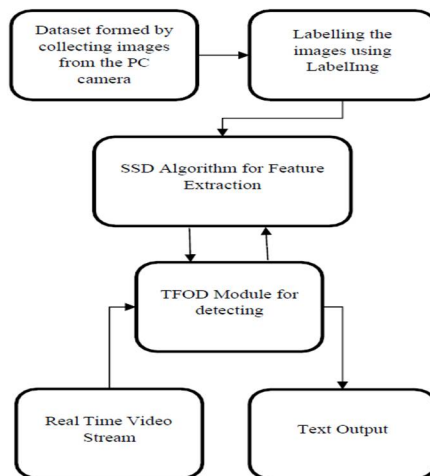 Dataset formed by
collecting images
from the PC
camera
Labelling the
images using
LabelImg
SSD Algorithm for Feature
Extraction
TFOD Module for
detecting
Real Time Video
Stream
Text Output